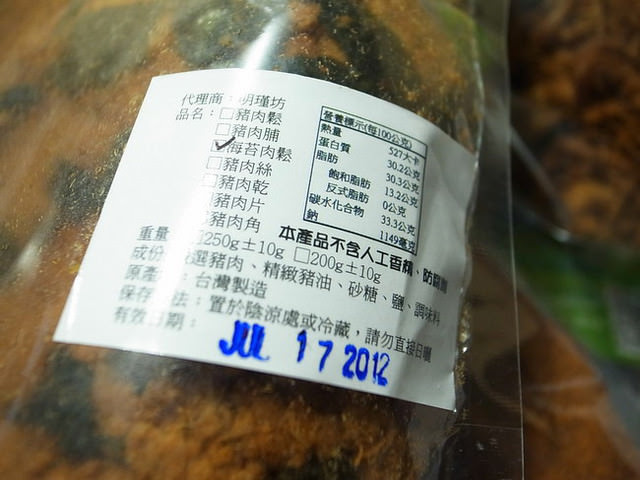 代理商：明瑾坊
品名：□豬肉鬆
□豬肉脯
海苔肉鬆
□豬肉絲
□豬肉乾
豬肉片
豬肉角
營養標示(每100公克)
熱量 527大卡
蛋白質 30.2公克
脂肪 30.3公克
飽和脂肪 13.2公克
反式脂肪 0公克
碳水化合物 33.3公克
鈉 1149毫克
本產品不含人工香精、防腐劑
重量 250g±10g □200g±10g
成份 選豬肉、精緻豬油、砂糖、鹽、調味料
原產 台灣製造
保存 法：置於陰涼處或冷藏，請勿直接日曬
有效日期：
JUL 17 2012